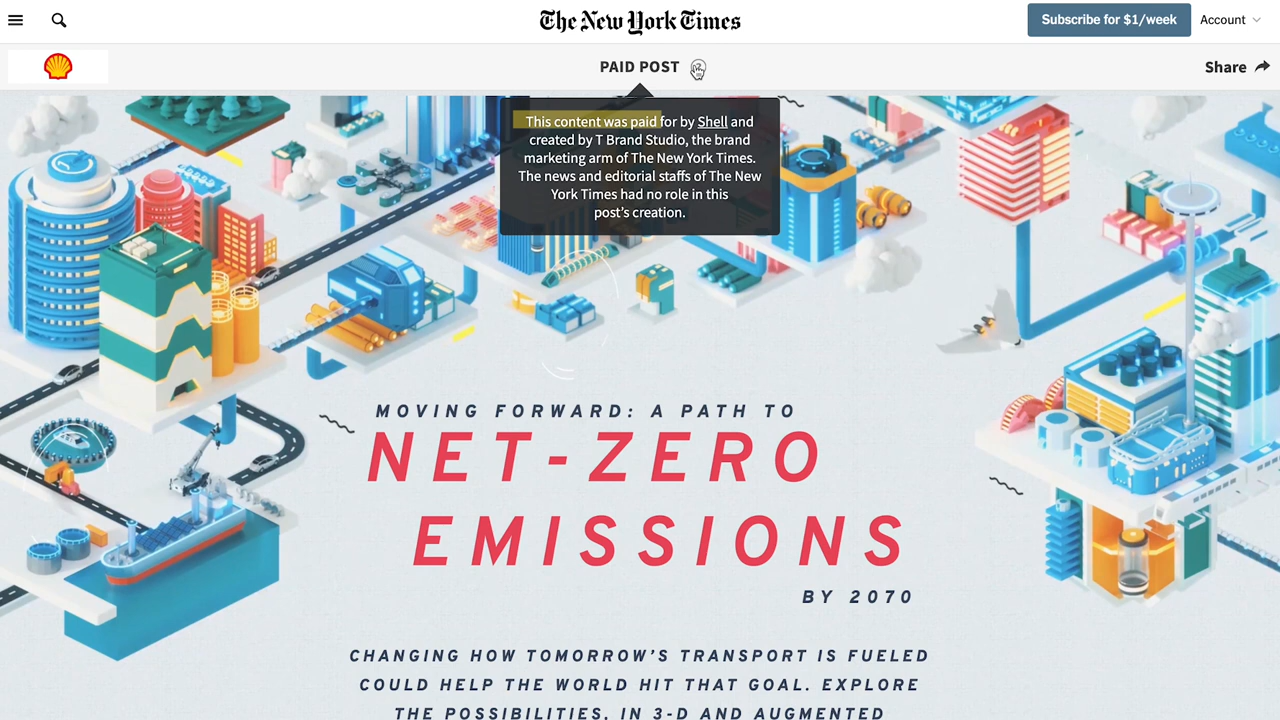 The New York Times
Subscribe for $1/week
Account
PAID POST
Share
This content was paid for by Shell and
created by T Brand Studio, the brand
marketing arm of The New York Times.
The news and editorial staffs of The New
York Times had no role in this
post's creation.
MOVING FORWARD: A PATH TO
NET-ZERO
EMISSIONS
BY 2070
CHANGING HOW TOMORROW'S TRANSPORT IS FUELED
COULD HELP THE WORLD HIT THAT GOAL. EXPLORE
THE POSSIBILITIES, IN 3-D AND AUGMENTED